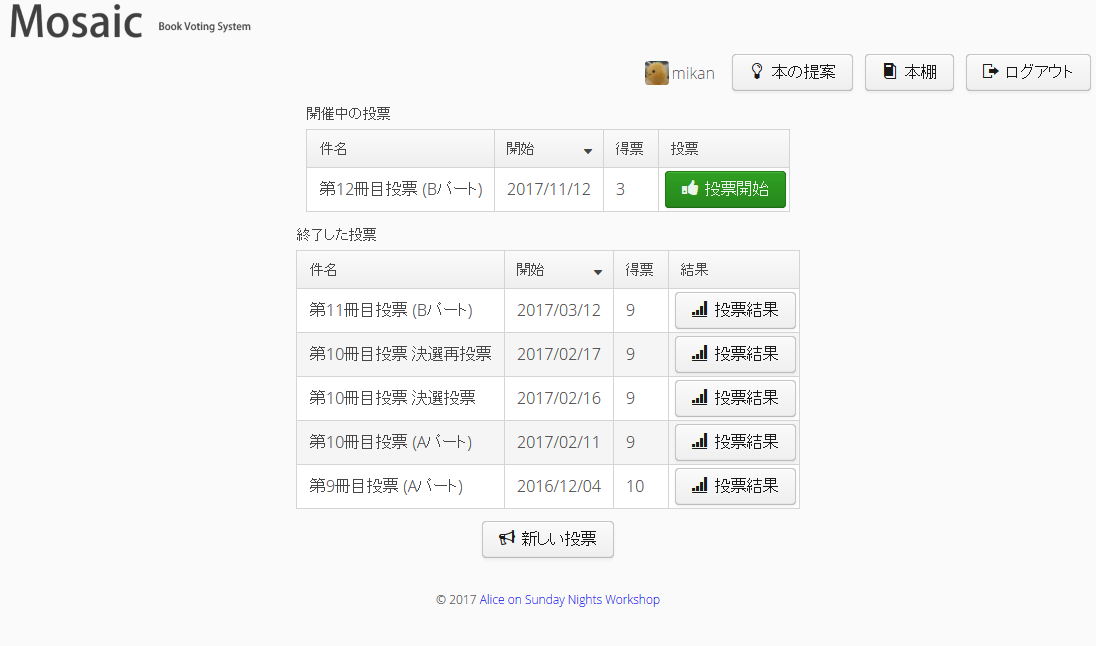 Mosaic Book Voting System
mikan 本の提案 本棚 ログアウト
開催中の投票
件名 開始 得票 投票
第12冊目投票 (Bパート) 2017/11/12 3 投票開始
終了した投票
件名 開始 得票 結果
第11冊目投票 (Bパート) 2017/03/12 9 投票結果
第10冊目投票 決選再投票 2017/02/17 9 投票結果
第10冊目投票 決選投票 2017/02/16 9 投票結果
第10冊目投票 (Aパート) 2017/02/11 9 投票結果
第9冊目投票 (Aパート) 2016/12/04 10 投票結果
新しい投票
© 2017 Alice on Sunday Nights Workshop